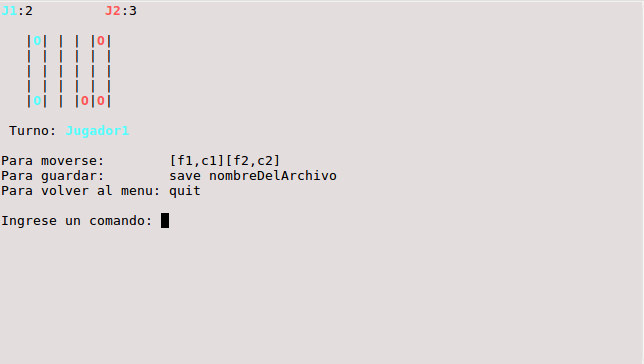 J1:2         J2:3
|O| | | |O|
| | | | | |
| | | | | |
| | | | | |
|O| | |O|O|
Turno: Jugador1
Para moverse:        [f1,c1][f2,c2]
Para guardar:        save nombreDelArchivo
Para volver al menu: quit
Ingrese un comando: